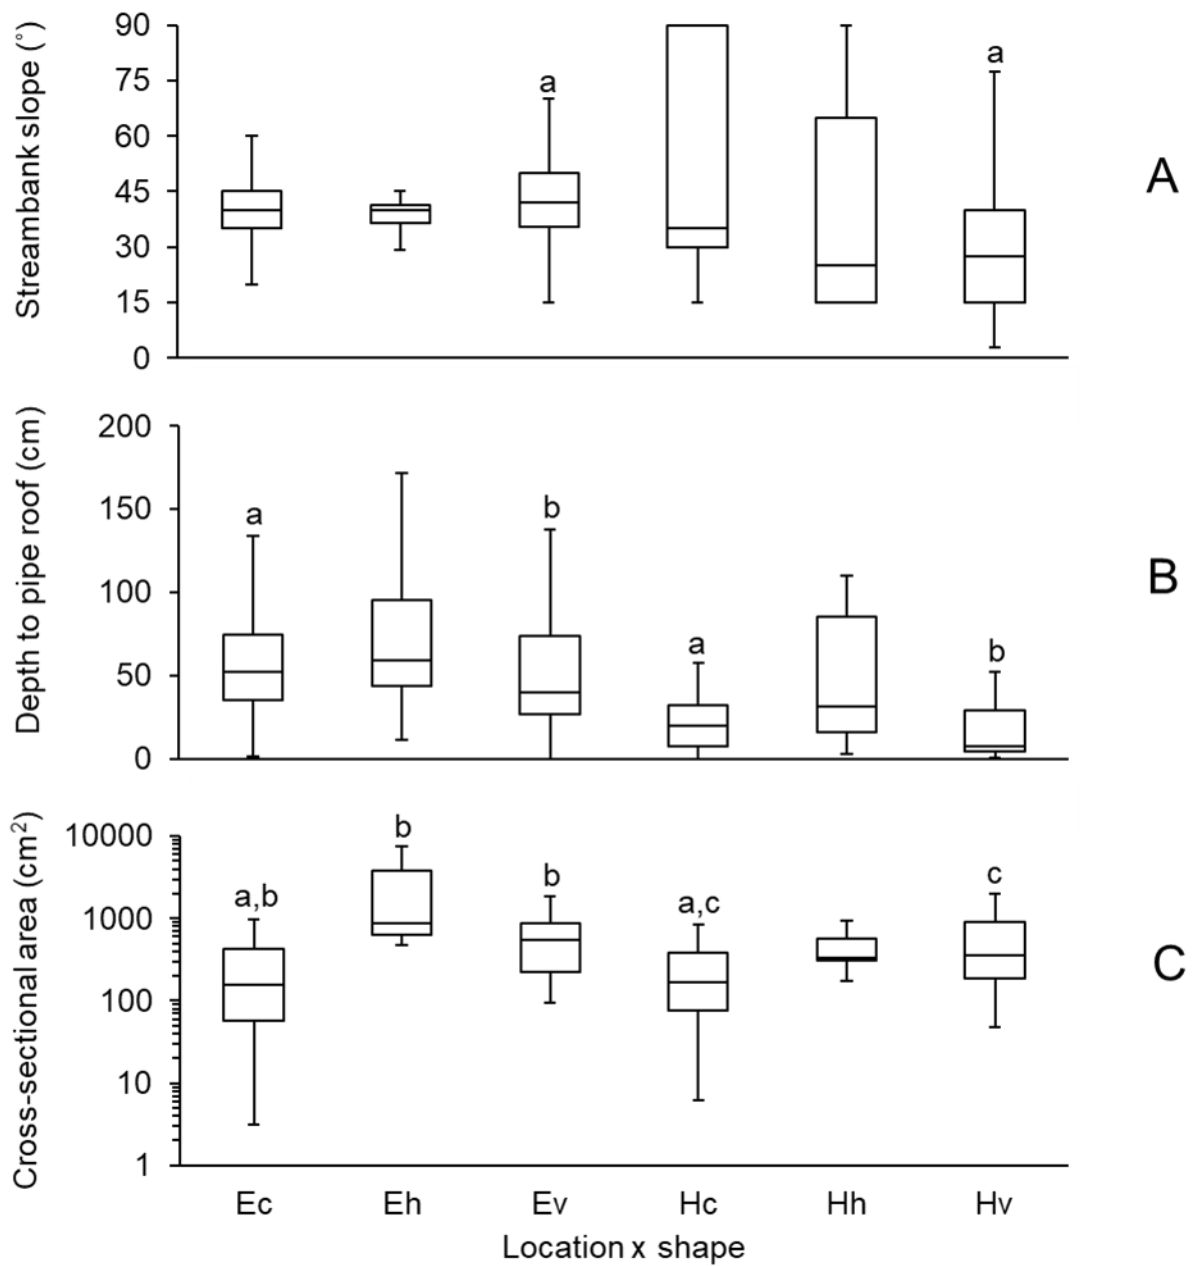 Streambank slope (°)
90
75
60
45
30
15
0
a
a
A
Depth to pipe roof (cm)
200
150
100
50
0
a
b
a
b
B
Cross-sectional area (cm²)
10000
1000
100
10
1
a,b
b
b
a,c
c
C
Ec Eh Ev Hc Hh Hv
Location x shape